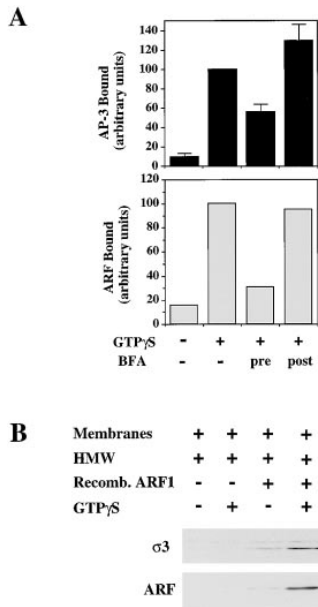 A
AP-3 Bound
(arbitrary units)
140
120
100
80
60
40
20
0
ARF Bound
(arbitrary units)
120
100
80
60
40
20
0
GTPγS - + + +
BFA - - pre post
B
Membranes + + + +
HMW + + + +
Recomb. ARF1 - - + +
GTPγS - + - +
σ3
ARF